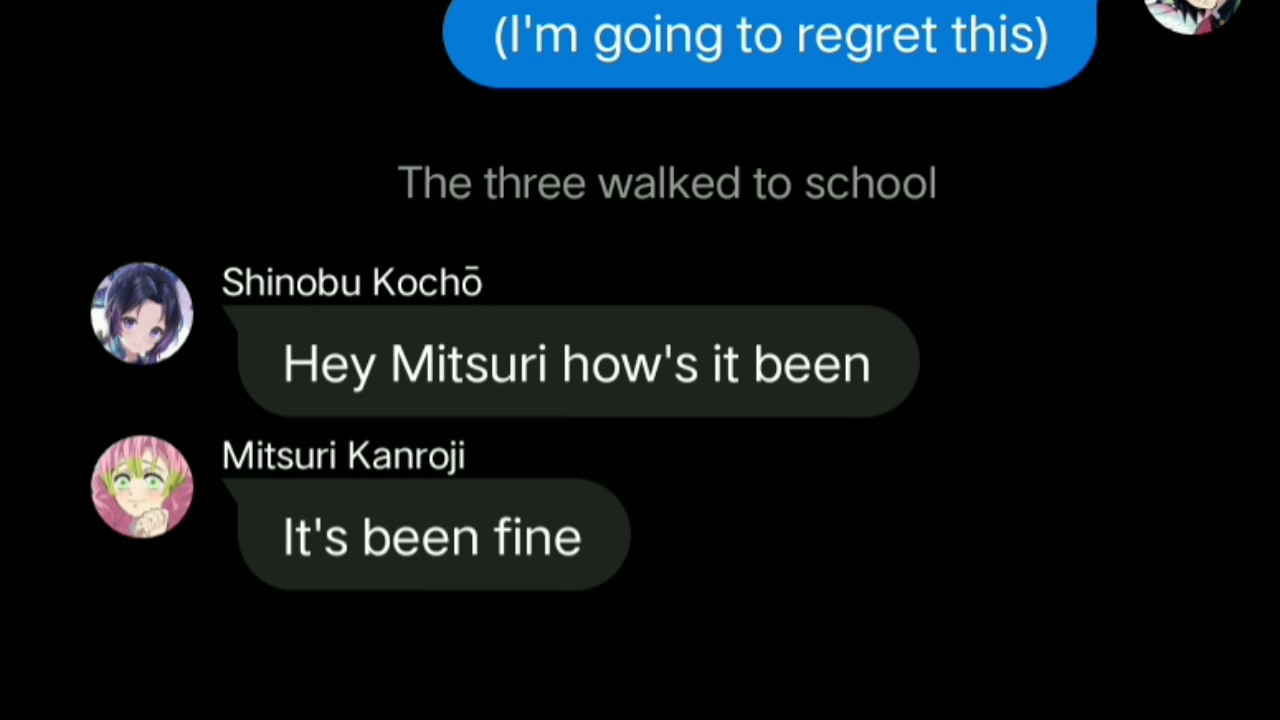 (I'm going to regret this)
The three walked to school
Shinobu Kochō
Hey Mitsuri how's it been
Mitsuri Kanroji
It's been fine